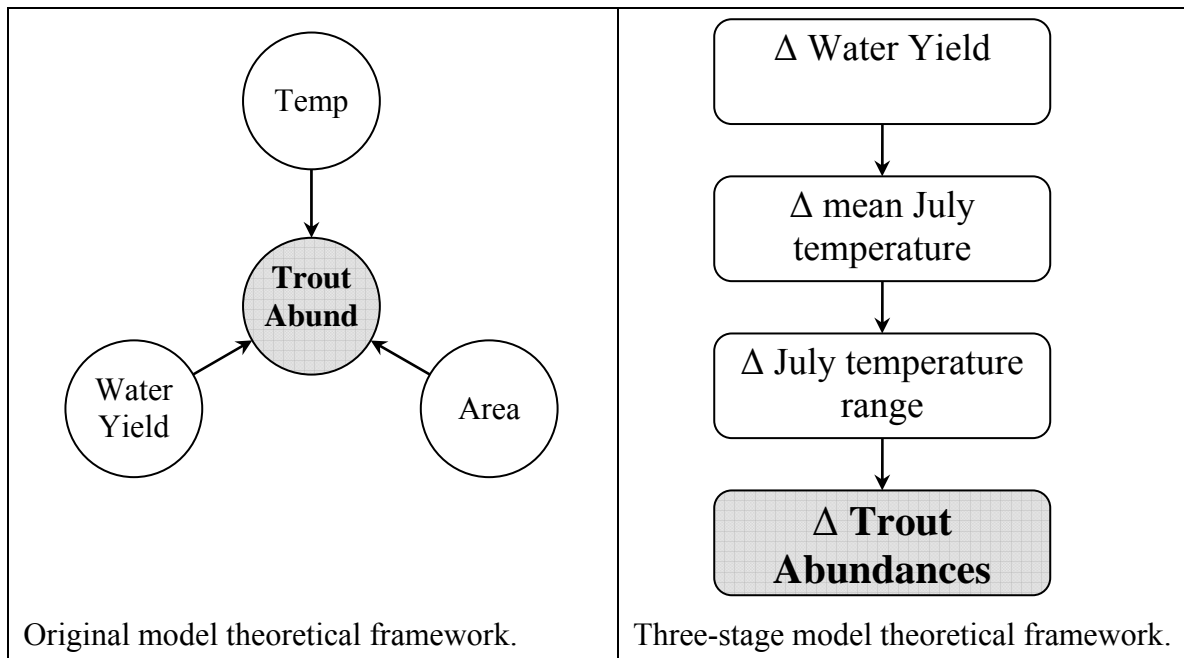 Temp
Trout
Abund
Water
Yield
Area
Original model theoretical framework.
Δ Water Yield
Δ mean July
temperature
Δ July temperature
range
Δ Trout
Abundances
Three-stage model theoretical framework.